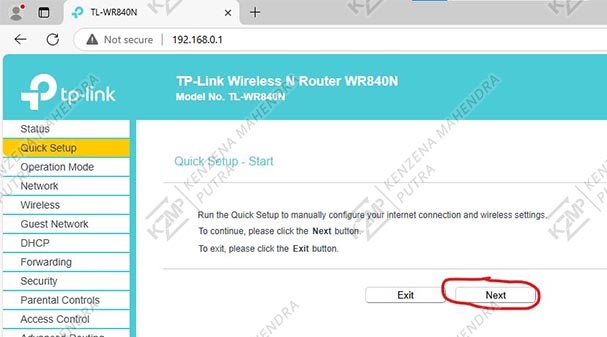 TL-WR840N
Not secure
192.168.0.1
tp-link
TP-Link Wireless N Router WR840N
Model No. TL-WR840N
Status
Quick Setup
Operation Mode
Network
Wireless
Guest Network
DHCP
Forwarding
Security
Parental Controls
Access Control
Advanced Routing
Quick Setup - Start
Run the Quick Setup to manually configure your internet connection and wireless settings.
To continue, please click the Next button.
To exit, please click the Exit button.
Exit
Next
KZMP KENZENA MAHENDRA PUTRA